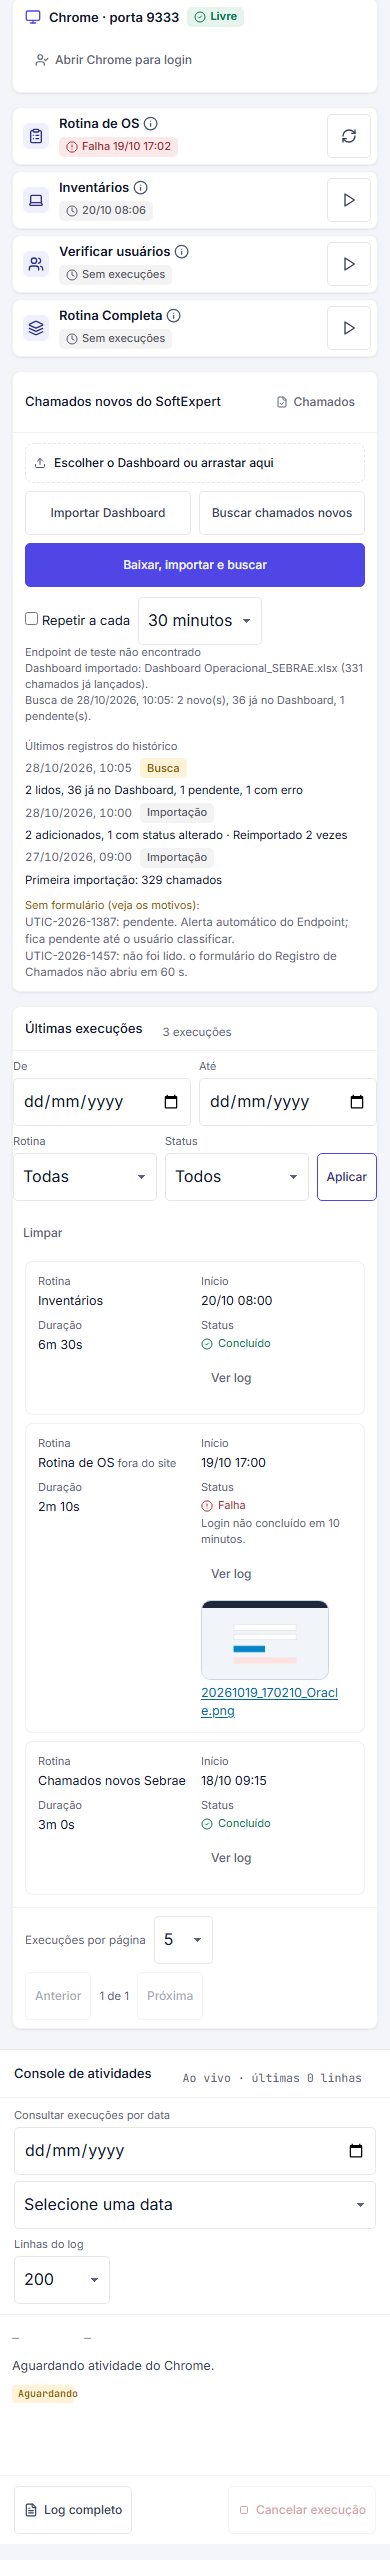 Chrome · porta 9333 Livre
Abrir Chrome para login
Rotina de OS
Falha 19/10 17:02
Inventários
20/10 08:06
Verificar usuários
Sem execuções
Rotina Completa
Sem execuções
Chamados novos do SoftExpert Chamados
Escolher o Dashboard ou arrastar aqui
Importar Dashboard Buscar chamados novos
Baixar, importar e buscar
Repetir a cada 30 minutos
Endpoint de teste não encontrado
Dashboard importado: Dashboard Operacional_SEBRAE.xlsx (331
chamados já lançados).
Busca de 28/10/2026, 10:05: 2 novo(s), 36 já no Dashboard, 1
pendente(s).
Últimos registros do histórico
28/10/2026, 10:05 Busca
2 lidos, 36 já no Dashboard, 1 pendente, 1 com erro
28/10/2026, 10:00 Importação
2 adicionados, 1 com status alterado · Reimportado 2 vezes
27/10/2026, 09:00 Importação
Primeira importação: 329 chamados
Sem formulário (veja os motivos):
UTIC-2026-1387: pendente. Alerta automático do Endpoint;
fica pendente até o usuário classificar.
UTIC-2026-1457: não foi lido. o formulário do Registro de
Chamados não abriu em 60 s.
Últimas execuções 3 execuções
De Até
dd/mm/yyyy dd/mm/yyyy
Rotina Status
Todas Todos Aplicar
Limpar
Rotina Início
Inventários 20/10 08:00
Duração Status
6m 30s Concluído
Ver log
Rotina Início
Rotina de OS fora do site 19/10 17:00
Duração Status
2m 10s Falha
Login não concluído em 10
minutos.
Ver log
20261019_170210_Oracl
e.png
Rotina Início
Chamados novos Sebrae 18/10 09:15
Duração Status
3m 0s Concluído
Ver log
Execuções por página 5
Anterior 1 de 1 Próxima
Console de atividades Ao vivo · últimas 0 linhas
Consultar execuções por data
dd/mm/yyyy
Selecione uma data
Linhas do log
200
— —
Aguardando atividade do Chrome.
Aguardando
Log completo Cancelar execução